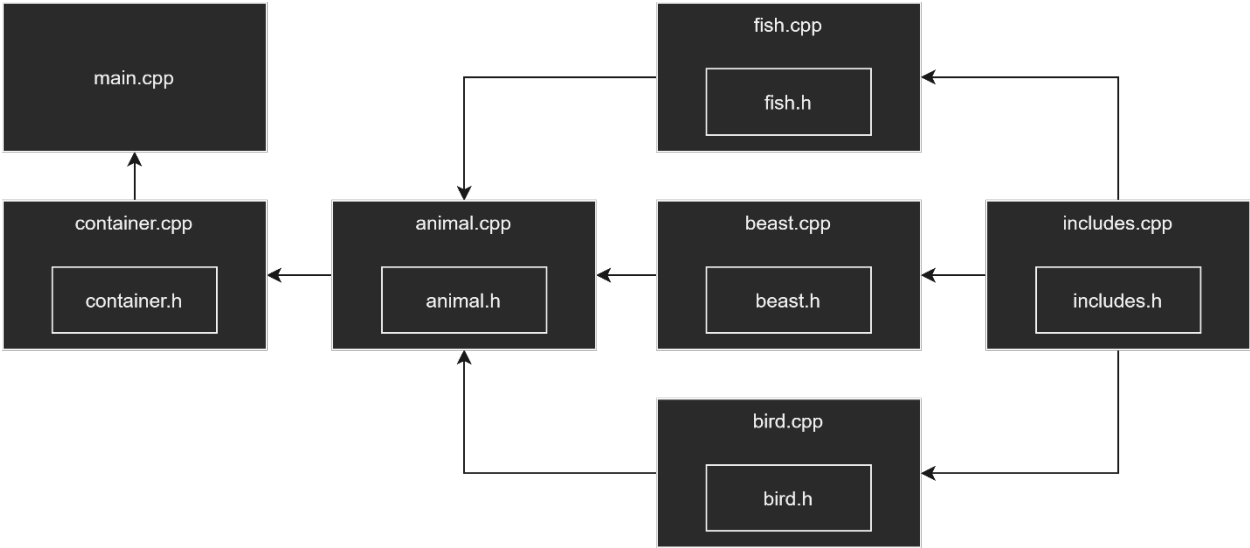 main.cpp
fish.cpp
fish.h
container.cpp
container.h
animal.cpp
animal.h
beast.cpp
beast.h
includes.cpp
includes.h
bird.cpp
bird.h